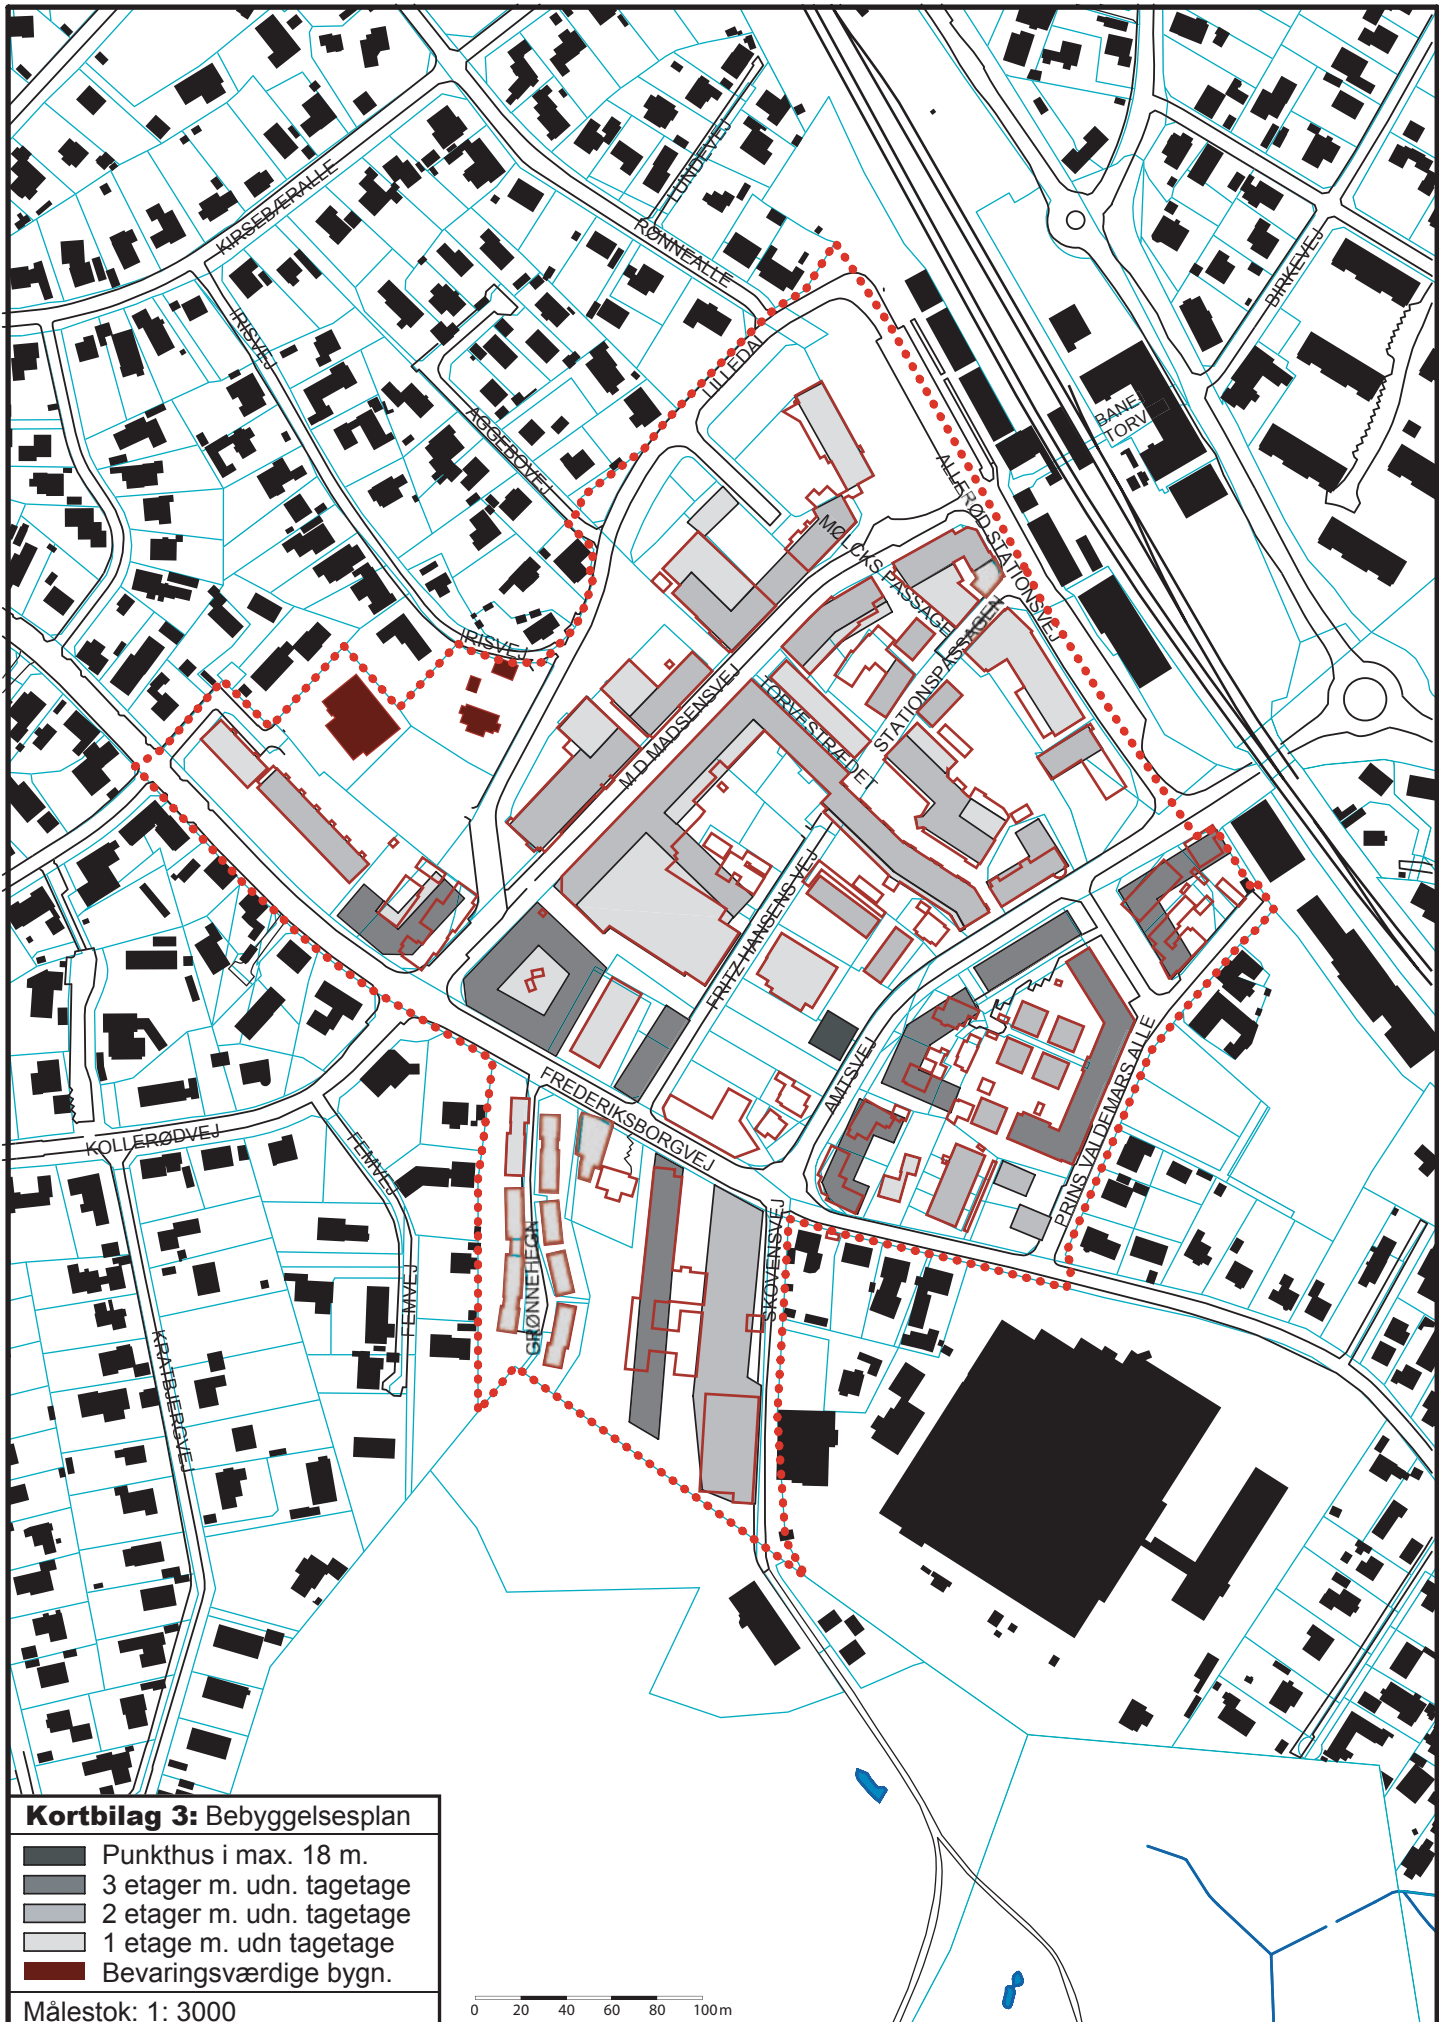 LUNDEVEJ
KIRSEBÆRALLE
RØNNEALLE
BIRKEVEJ
IRISVEJ
LILLEDAL
BANE
TORV
AGGEBOVEJ
ALLERØD STATIONSVEJ
MØLCKS PASSAGE
IRISVEJ
STATIONSPASSAGEN
TORVESTRÆDET
M D MADSENSVEJ
FRITZ HANSENS VEJ
AMTSVEJ
PRINS VALDEMARS ALLE
FREDERIKSBORGVEJ
KOLLERØDVEJ
FEMVEJ
SKOVENSVEJ
GRØNNEHEGN
FEMVEJ
KRATBJERGVEJ
Kortbilag 3: Bebyggelsesplan
Punkthus i max. 18 m.
3 etager m. udn. tagetage
2 etager m. udn. tagetage
1 etage m. udn tagetage
Bevaringsværdige bygn.
Målestok: 1: 3000
0 20 40 60 80 100m